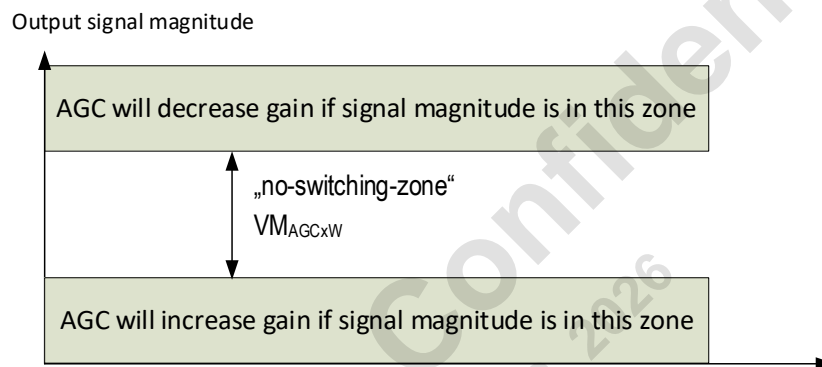 Output signal magnitude
AGC will decrease gain if signal magnitude is in this zone
„no-switching-zone“
VMAGCxW
AGC will increase gain if signal magnitude is in this zone
2026